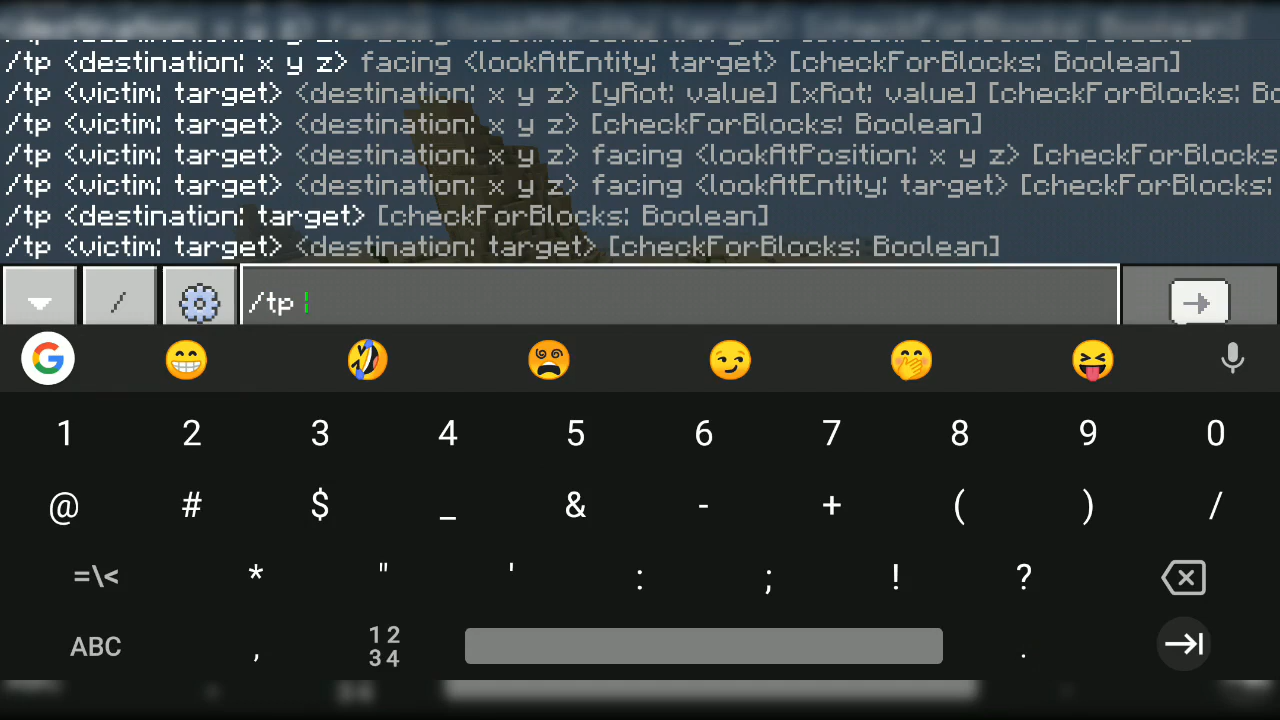 /tp <destination: x y z> facing <lookAtEntity: target> [checkForBlocks: Boolean]
/tp <victim: target> <destination: x y z> [yRot: value] [xRot: value] [checkForBlocks: Bo
/tp <victim: target> <destination: x y z> [checkForBlocks: Boolean]
/tp <victim: target> <destination: x y z> facing <lookAtPosition: x y z> [checkForBlocks
/tp <victim: target> <destination: x y z> facing <lookAtEntity: target> [checkForBlocks:
/tp <destination: target> [checkForBlocks: Boolean]
/tp <victim: target> <destination: target> [checkForBlocks: Boolean]
/ /tp
G
1 2 3 4 5 6 7 8 9 0
@ # $ _ & - + ( ) /
=\< * " ' : ; ! ?
ABC , 12 .
34